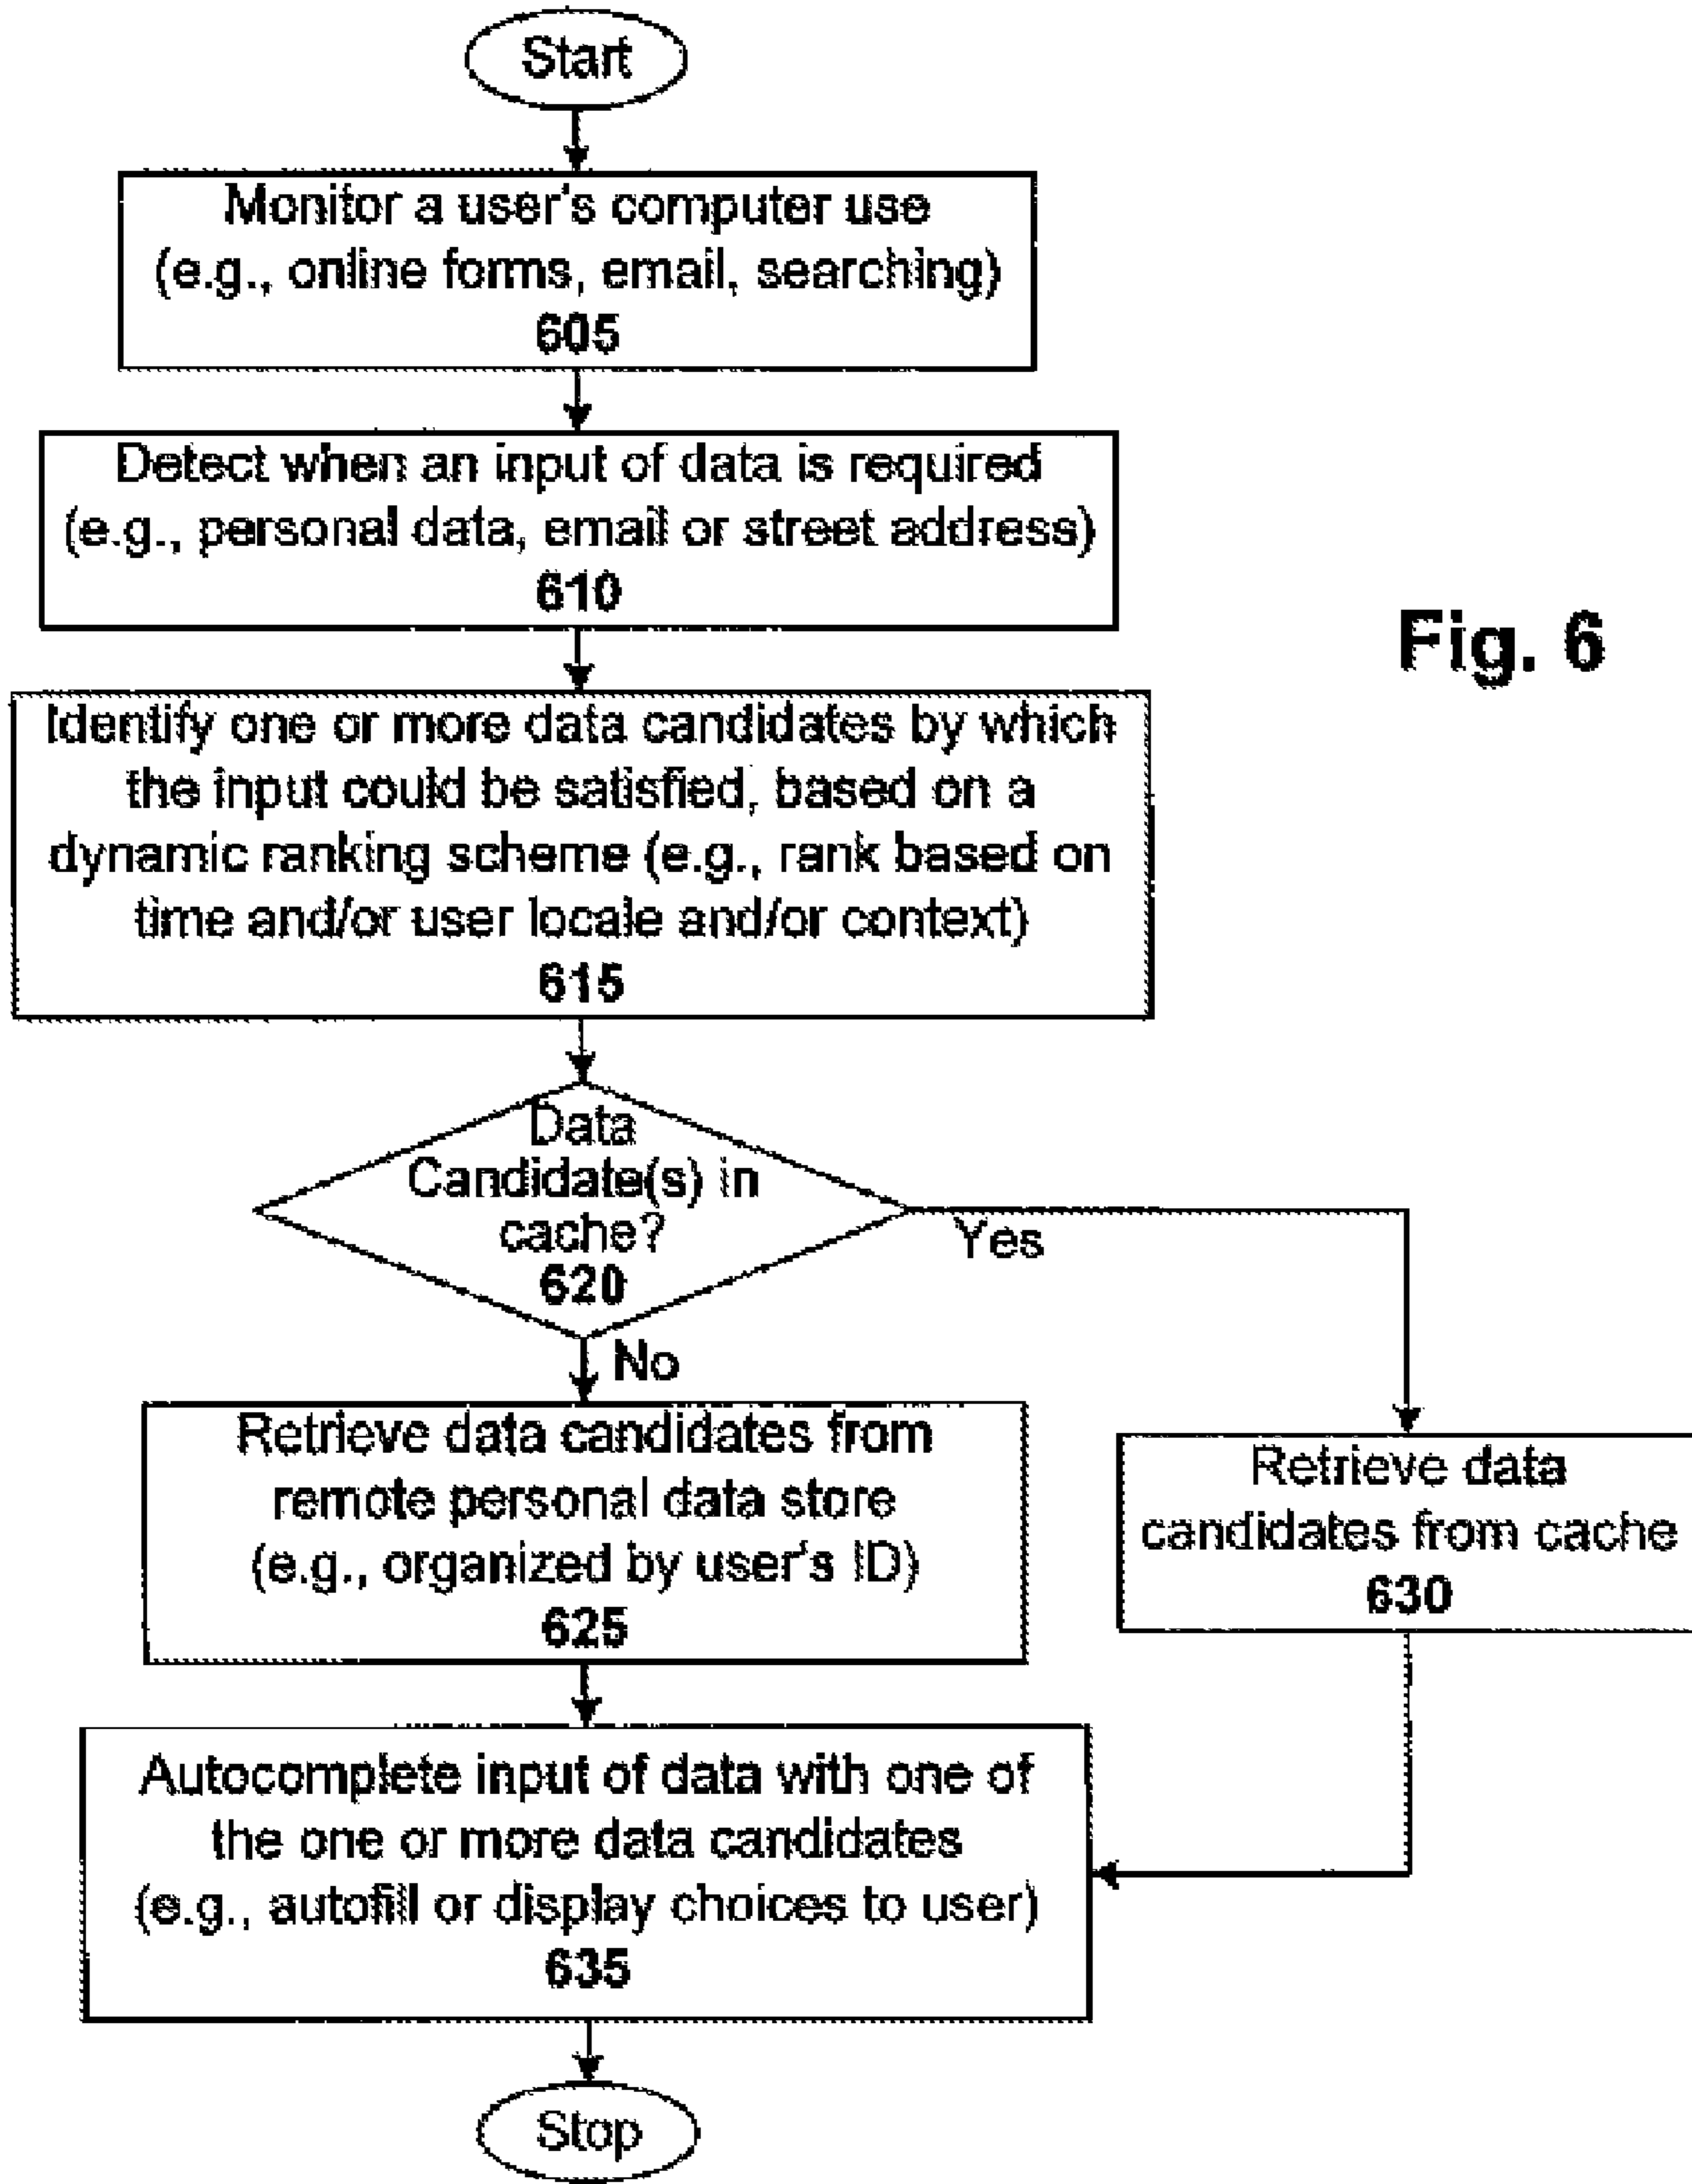 Start
Monitor a user's computer use
(e.g., online forms, email, searching)
605
Detect when an input of data is required
(e.g., personal data, email or street address)
610
Fig. 6
Identify one or more data candidates by which
the input could be satisfied, based on a
dynamic ranking scheme (e.g., rank based on
time and/or user locale and/or context)
615
Data
Candidate(s) in
cache?
620
Yes
No
Retrieve data candidates from
remote personal data store
(e.g., organized by user's ID)
625
Retrieve data
candidates from cache
630
Autocomplete input of data with one of
the one or more data candidates
(e.g., autofill or display choices to user)
635
Stop